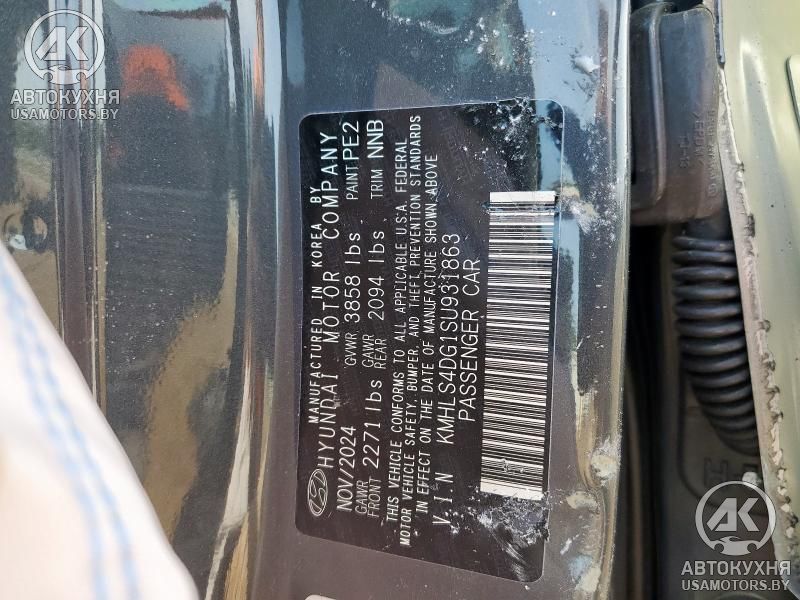 АВТОКУХНЯ
USAMOTORS.BY
MANUFACTURED IN KOREA BY
HYUNDAI MOTOR COMPANY
NOV/2024 GVWR 3858 lbs PAINT PE2
GAWR FRONT 2271 lbs GAWR REAR 2094 lbs TRIM NNB
THIS VEHICLE CONFORMS TO ALL APPLICABLE U.S.A. FEDERAL
MOTOR VEHICLE SAFETY, BUMPER, AND THEFT PREVENTION STANDARDS
IN EFFECT ON THE DATE OF MANUFACTURE SHOWN ABOVE
V.I.N KMHLS4DG1SU931863
PASSENGER CAR
АВТОКУХНЯ
USAMOTORS.BY